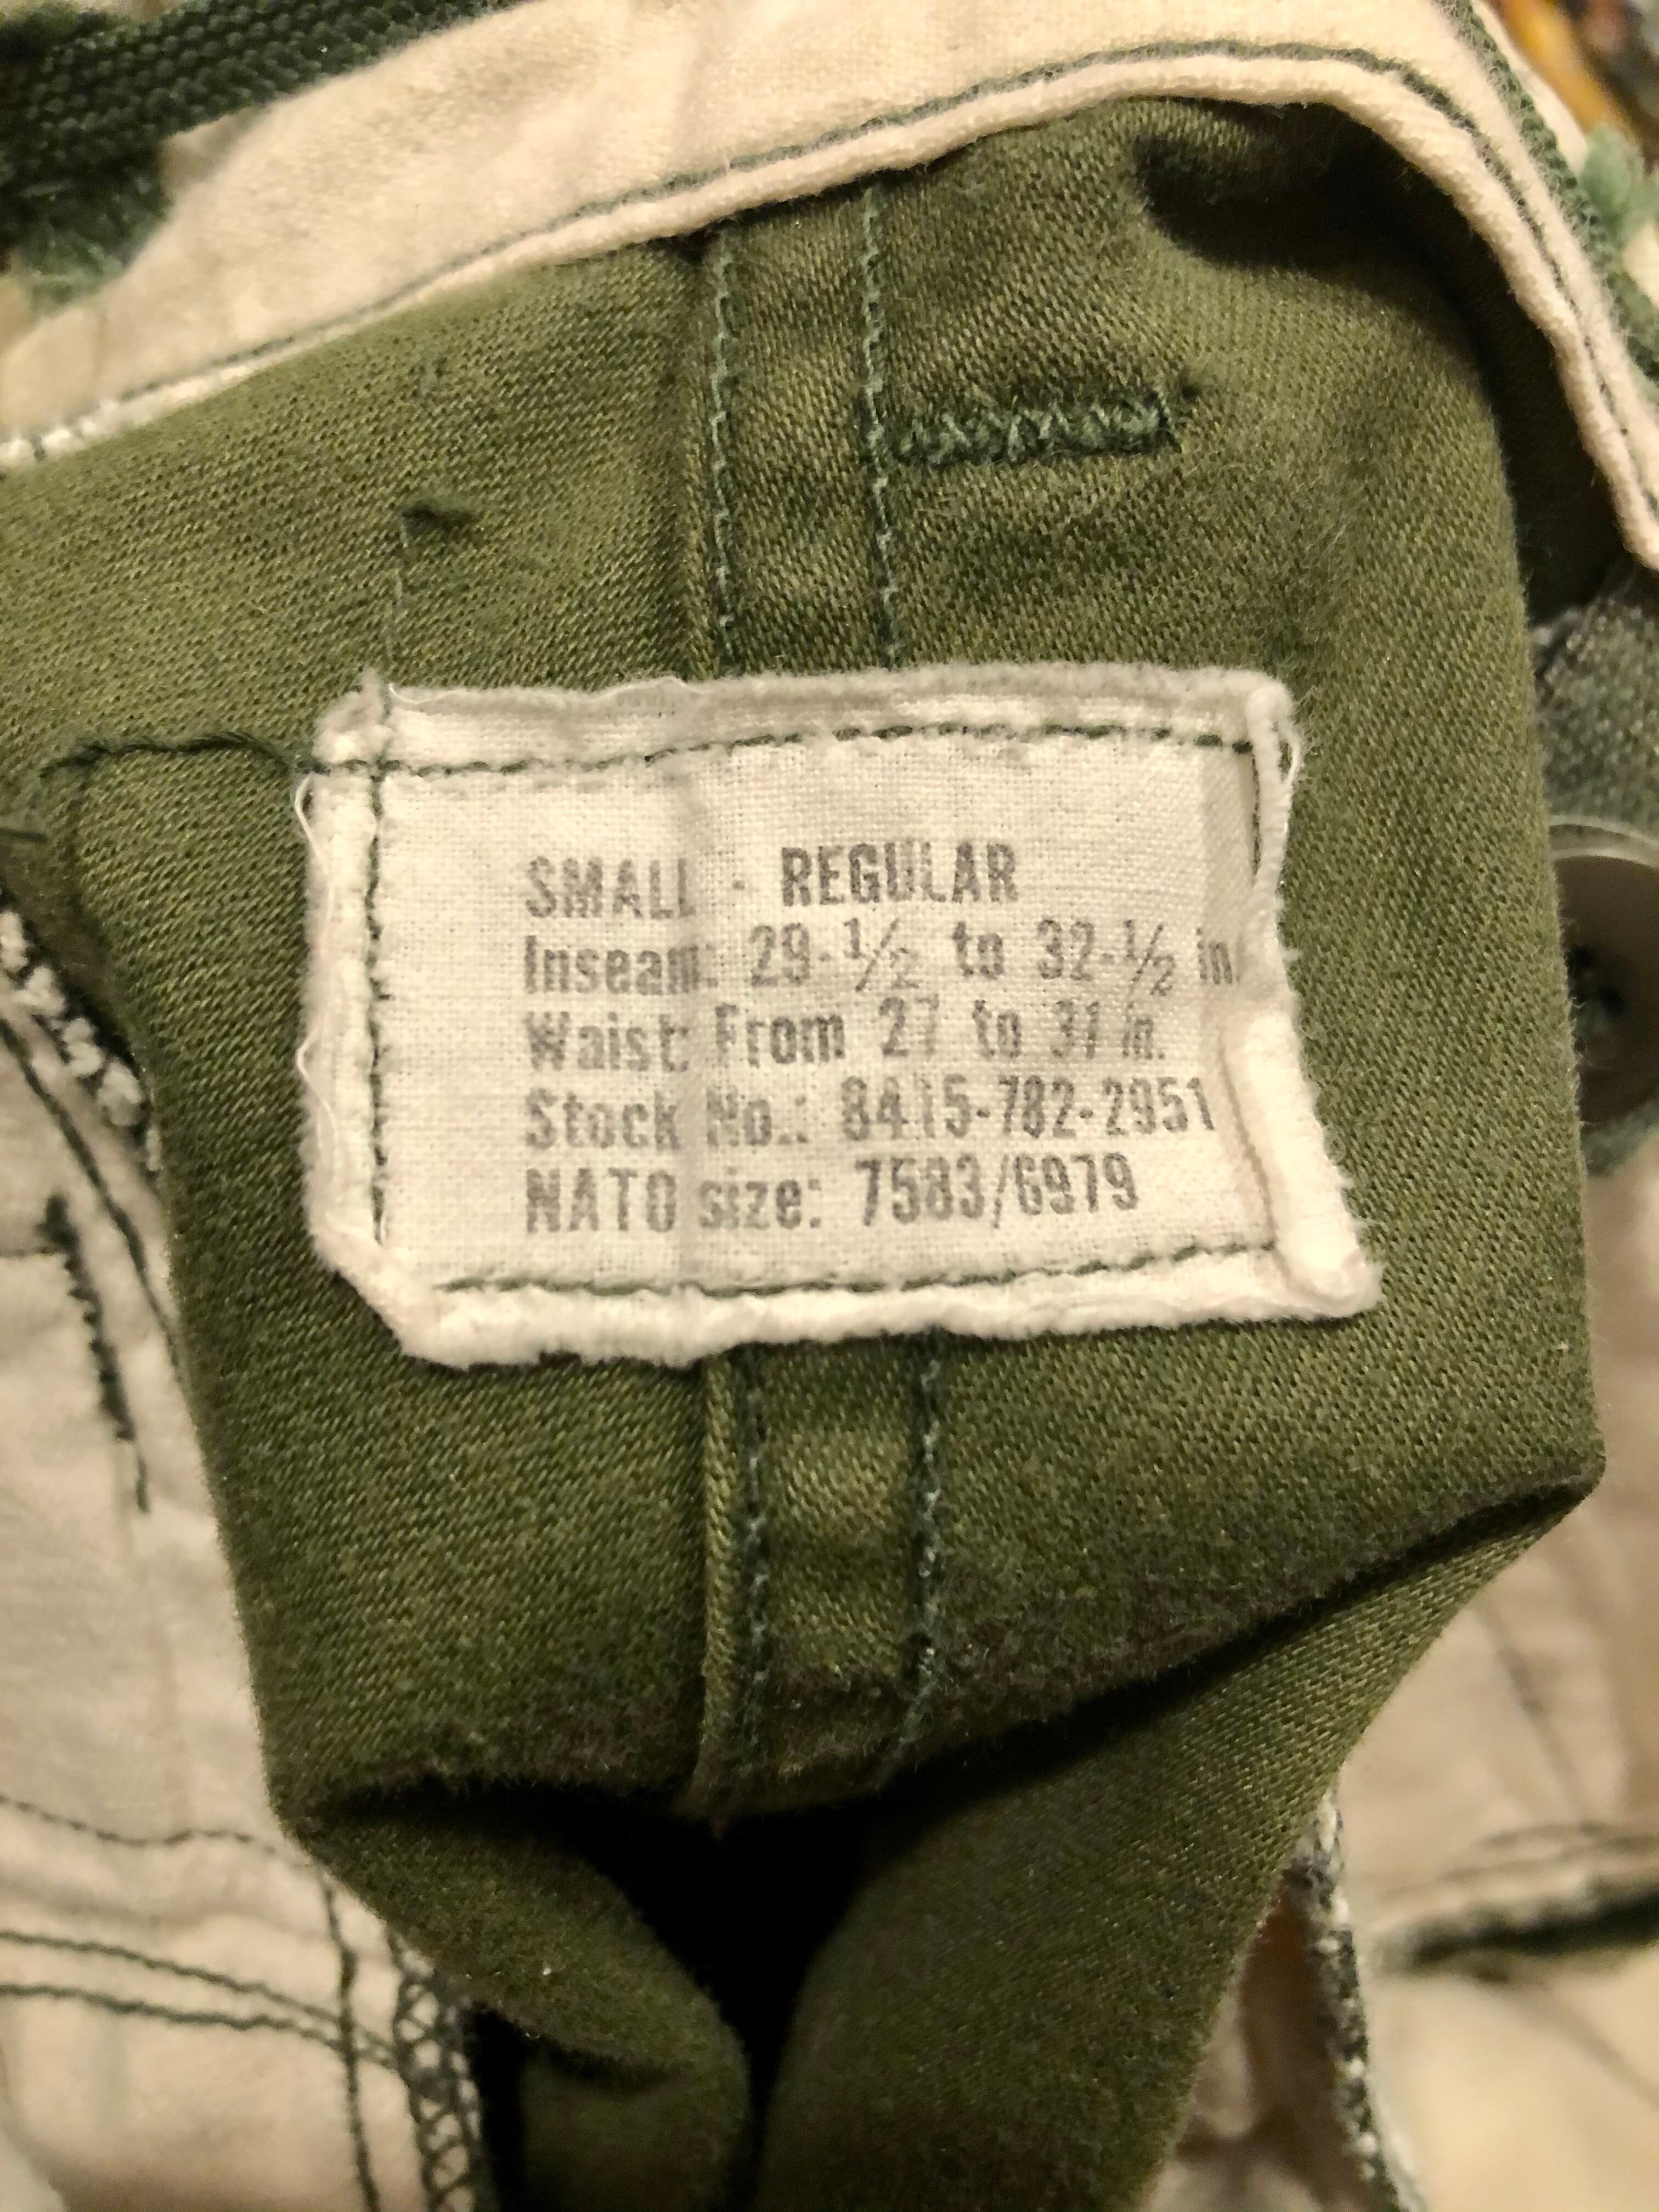 SMALL - REGULAR
Inseam: 29-1/2 to 32-1/2 in.
Waist: From 27 to 31 in.
Stock No.: 8415-782-2951
NATO size: 7583/6979